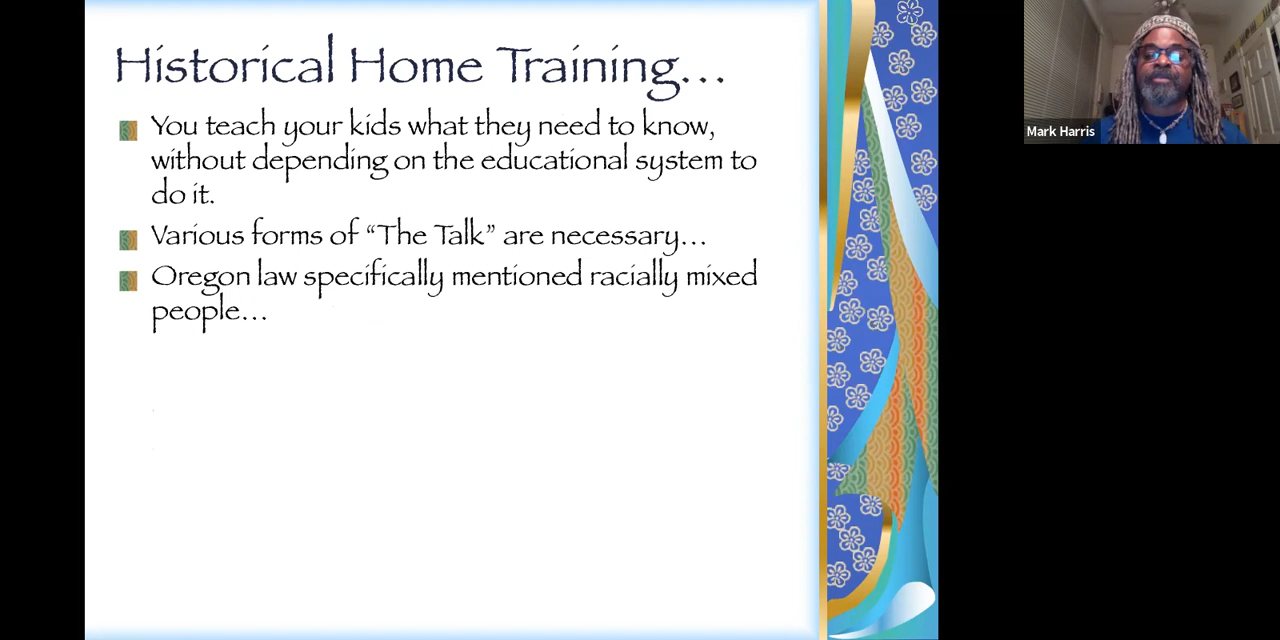 Historical Home Training...
You teach your kids what they need to know,
without depending on the educational system to
do it.
Various forms of “The Talk” are necessary...
Oregon law specifically mentioned racially mixed
people...
Mark Harris